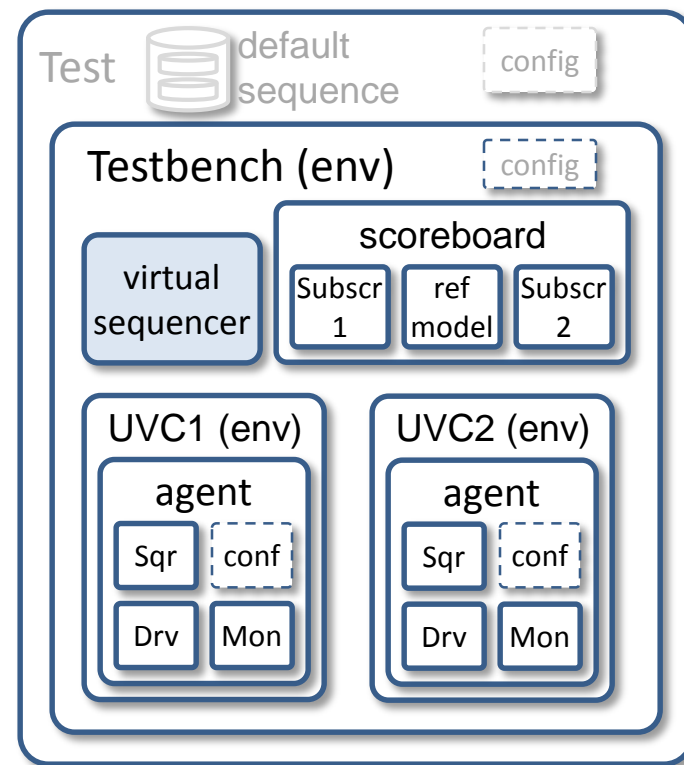 Test
default
sequence
config
Testbench (env)
config
virtual
sequencer
scoreboard
Subscr
1
ref
model
Subscr
2
UVC1 (env)
agent
Sqr
conf
Drv
Mon
UVC2 (env)
agent
Sqr
conf
Drv
Mon